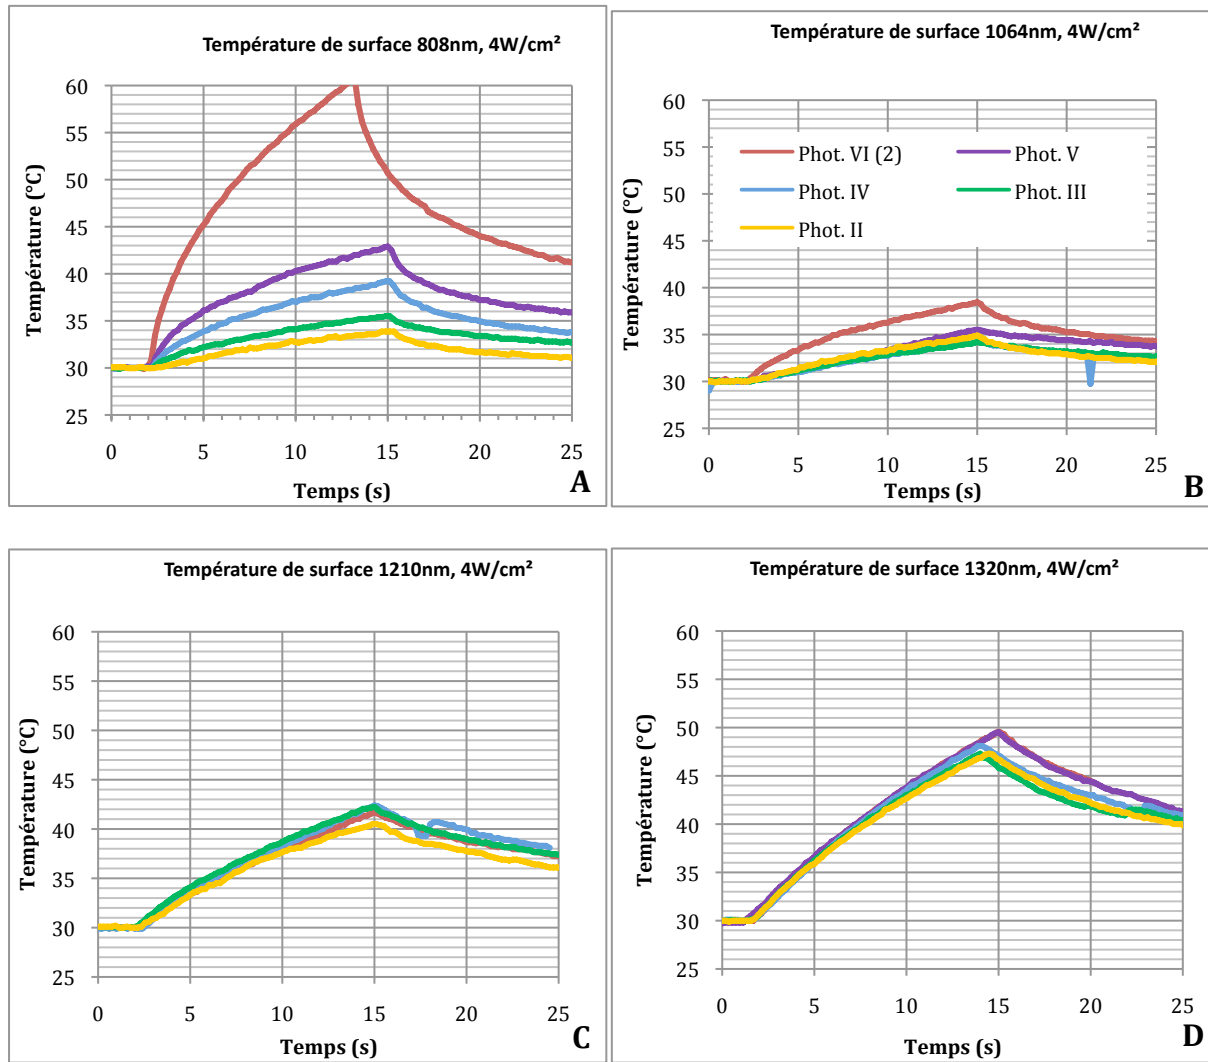 Température de surface 808nm, 4W/cm²
Température (°C)
60
55
50
45
40
35
30
25
0 5 10 15 20 25
Temps (s)
A
Température de surface 1064nm, 4W/cm²
Température (°C)
60
55
50
45
40
35
30
25
Phot. VI (2) Phot. V
Phot. IV Phot. III
Phot. II
0 5 10 15 20 25
Temps (s)
B
Température de surface 1210nm, 4W/cm²
Température (°C)
60
55
50
45
40
35
30
25
0 5 10 15 20 25
Temps (s)
C
Température de surface 1320nm, 4W/cm²
Température (°C)
60
55
50
45
40
35
30
25
0 5 10 15 20 25
Temps (s)
D